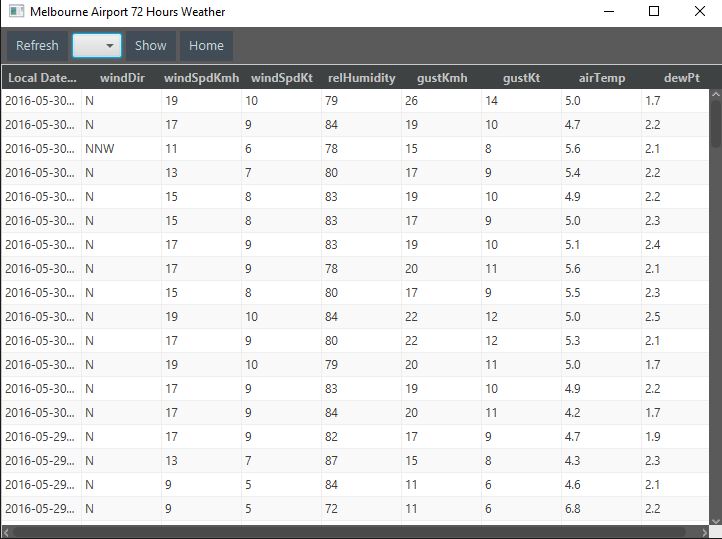 Melbourne Airport 72 Hours Weather
Refresh Show Home
Local Date... windDir windSpdKmh windSpdKt relHumidity gustKmh gustKt airTemp dewPt
2016-05-30... N 19 10 79 26 14 5.0 1.7
2016-05-30... N 17 9 84 19 10 4.7 2.2
2016-05-30... NNW 11 6 78 15 8 5.6 2.1
2016-05-30... N 13 7 80 17 9 5.4 2.2
2016-05-30... N 15 8 83 19 10 4.9 2.2
2016-05-30... N 15 8 83 17 9 5.0 2.3
2016-05-30... N 17 9 83 19 10 5.1 2.4
2016-05-30... N 17 9 78 20 11 5.6 2.1
2016-05-30... N 15 8 80 17 9 5.5 2.3
2016-05-30... N 19 10 84 22 12 5.0 2.5
2016-05-30... N 17 9 80 22 12 5.3 2.1
2016-05-30... N 19 10 79 20 11 5.0 1.7
2016-05-30... N 17 9 83 19 10 4.9 2.2
2016-05-30... N 17 9 84 20 11 4.2 1.7
2016-05-29... N 17 9 82 17 9 4.7 1.9
2016-05-29... N 13 7 87 15 8 4.3 2.3
2016-05-29... N 9 5 84 11 6 4.6 2.1
2016-05-29... N 9 5 72 11 6 6.8 2.2